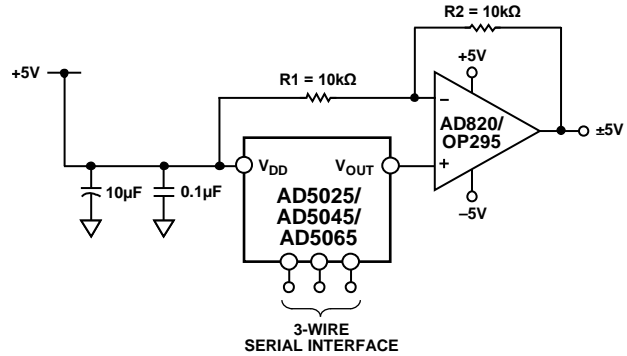 R2 = 10kΩ
+5V
R1 = 10kΩ
+5V
−
AD820/
OP295
±5V
+
−5V
VDD
VOUT
10µF
0.1µF
AD5025/
AD5045/
AD5065
3-WIRE
SERIAL INTERFACE